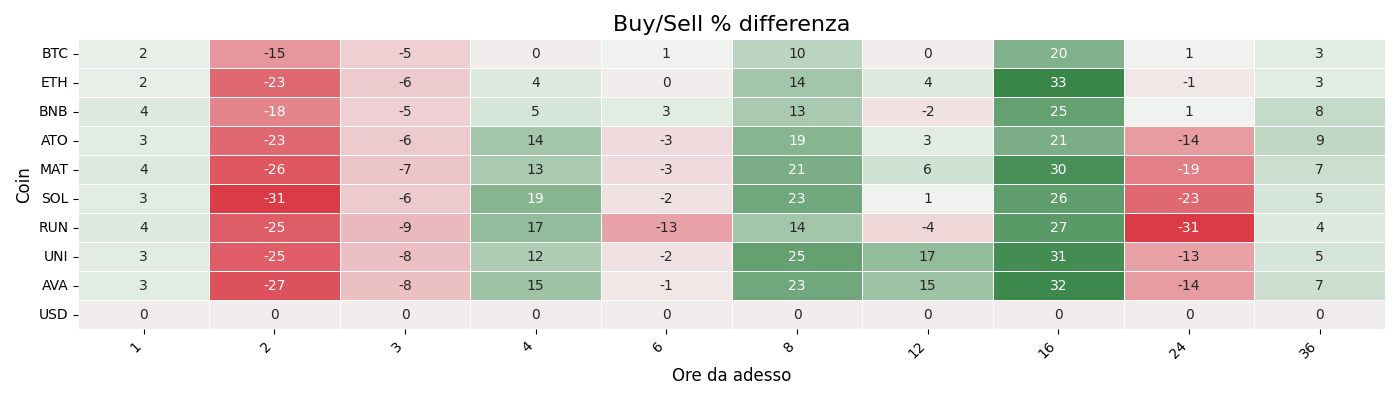 Buy/Sell % differenza
Coin
BTC 2 -15 -5 0 1 10 0 20 1 3
ETH 2 -23 -6 4 0 14 4 33 -1 3
BNB 4 -18 -5 5 3 13 -2 25 1 8
ATO 3 -23 -6 14 -3 19 3 21 -14 9
MAT 4 -26 -7 13 -3 21 6 30 -19 7
SOL 3 -31 -6 19 -2 23 1 26 -23 5
RUN 4 -25 -9 17 -13 14 -4 27 -31 4
UNI 3 -25 -8 12 -2 25 17 31 -13 5
AVA 3 -27 -8 15 -1 23 15 32 -14 7
USD 0 0 0 0 0 0 0 0 0 0
1 2 3 4 6 8 12 16 24 36
Ore da adesso